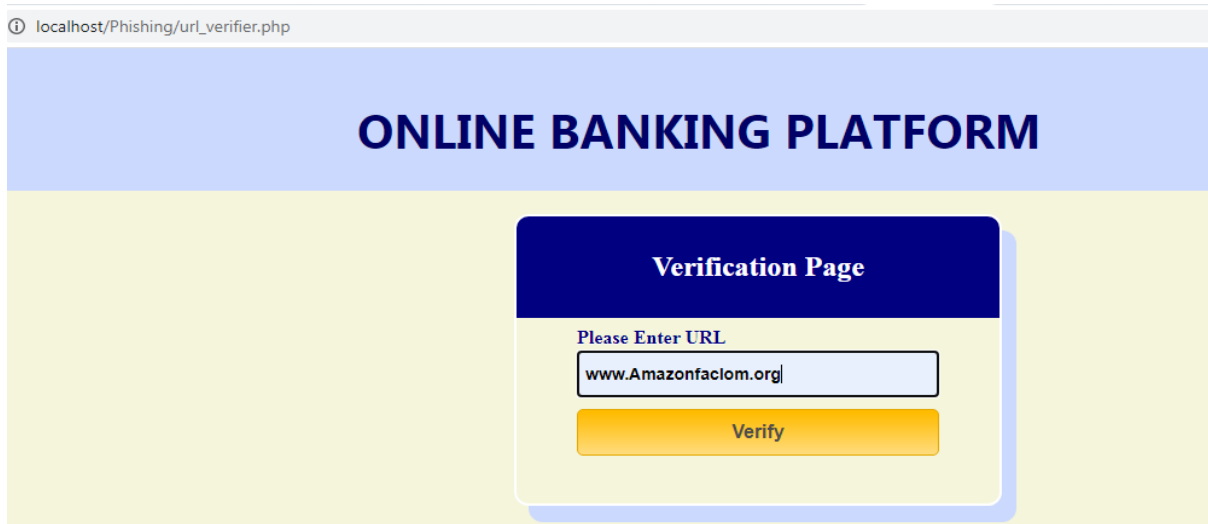 localhost/Phishing/url_verifier.php
ONLINE BANKING PLATFORM
Verification Page
Please Enter URL
www.Amazonfaclom.org
Verify